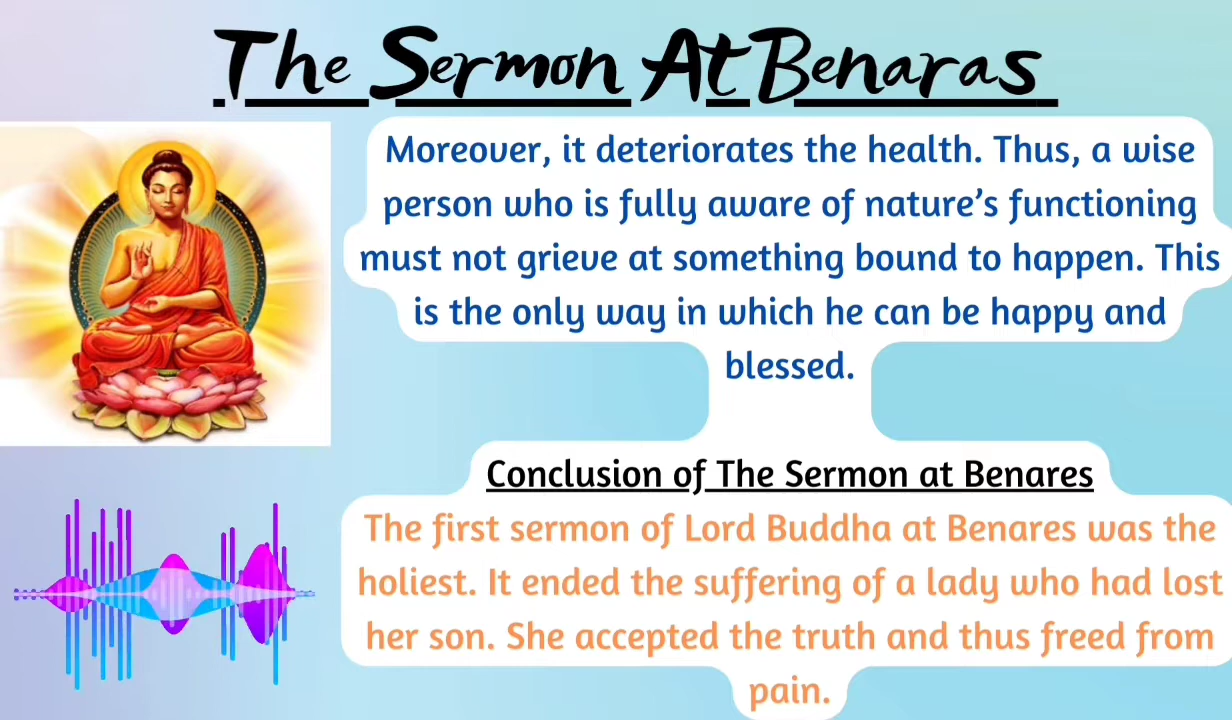 The Sermon At Benaras
Moreover, it deteriorates the health. Thus, a wise
person who is fully aware of nature's functioning
must not grieve at something bound to happen. This
is the only way in which he can be happy and
blessed.
Conclusion of The Sermon at Benares
The first sermon of Lord Buddha at Benares was the
holiest. It ended the suffering of a lady who had lost
her son. She accepted the truth and thus freed from
pain.